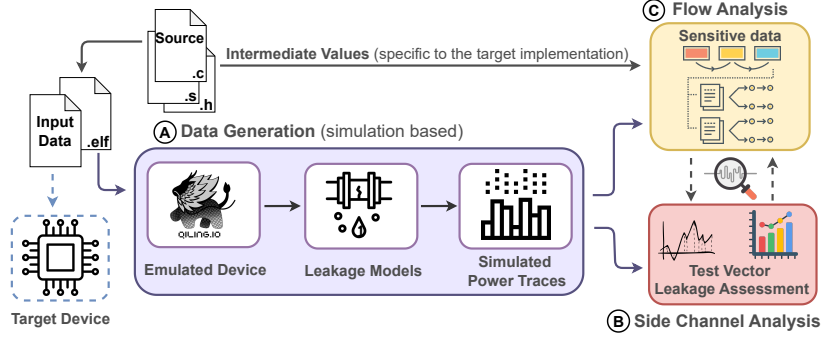 C Flow Analysis
Source
.c
.s
.h
Intermediate Values (specific to the target implementation)
Sensitive data
Input
Data
.elf
A Data Generation (simulation based)
QILING.IO
Emulated Device
Leakage Models
Simulated
Power Traces
Test Vector
Leakage Assessment
Target Device
B Side Channel Analysis